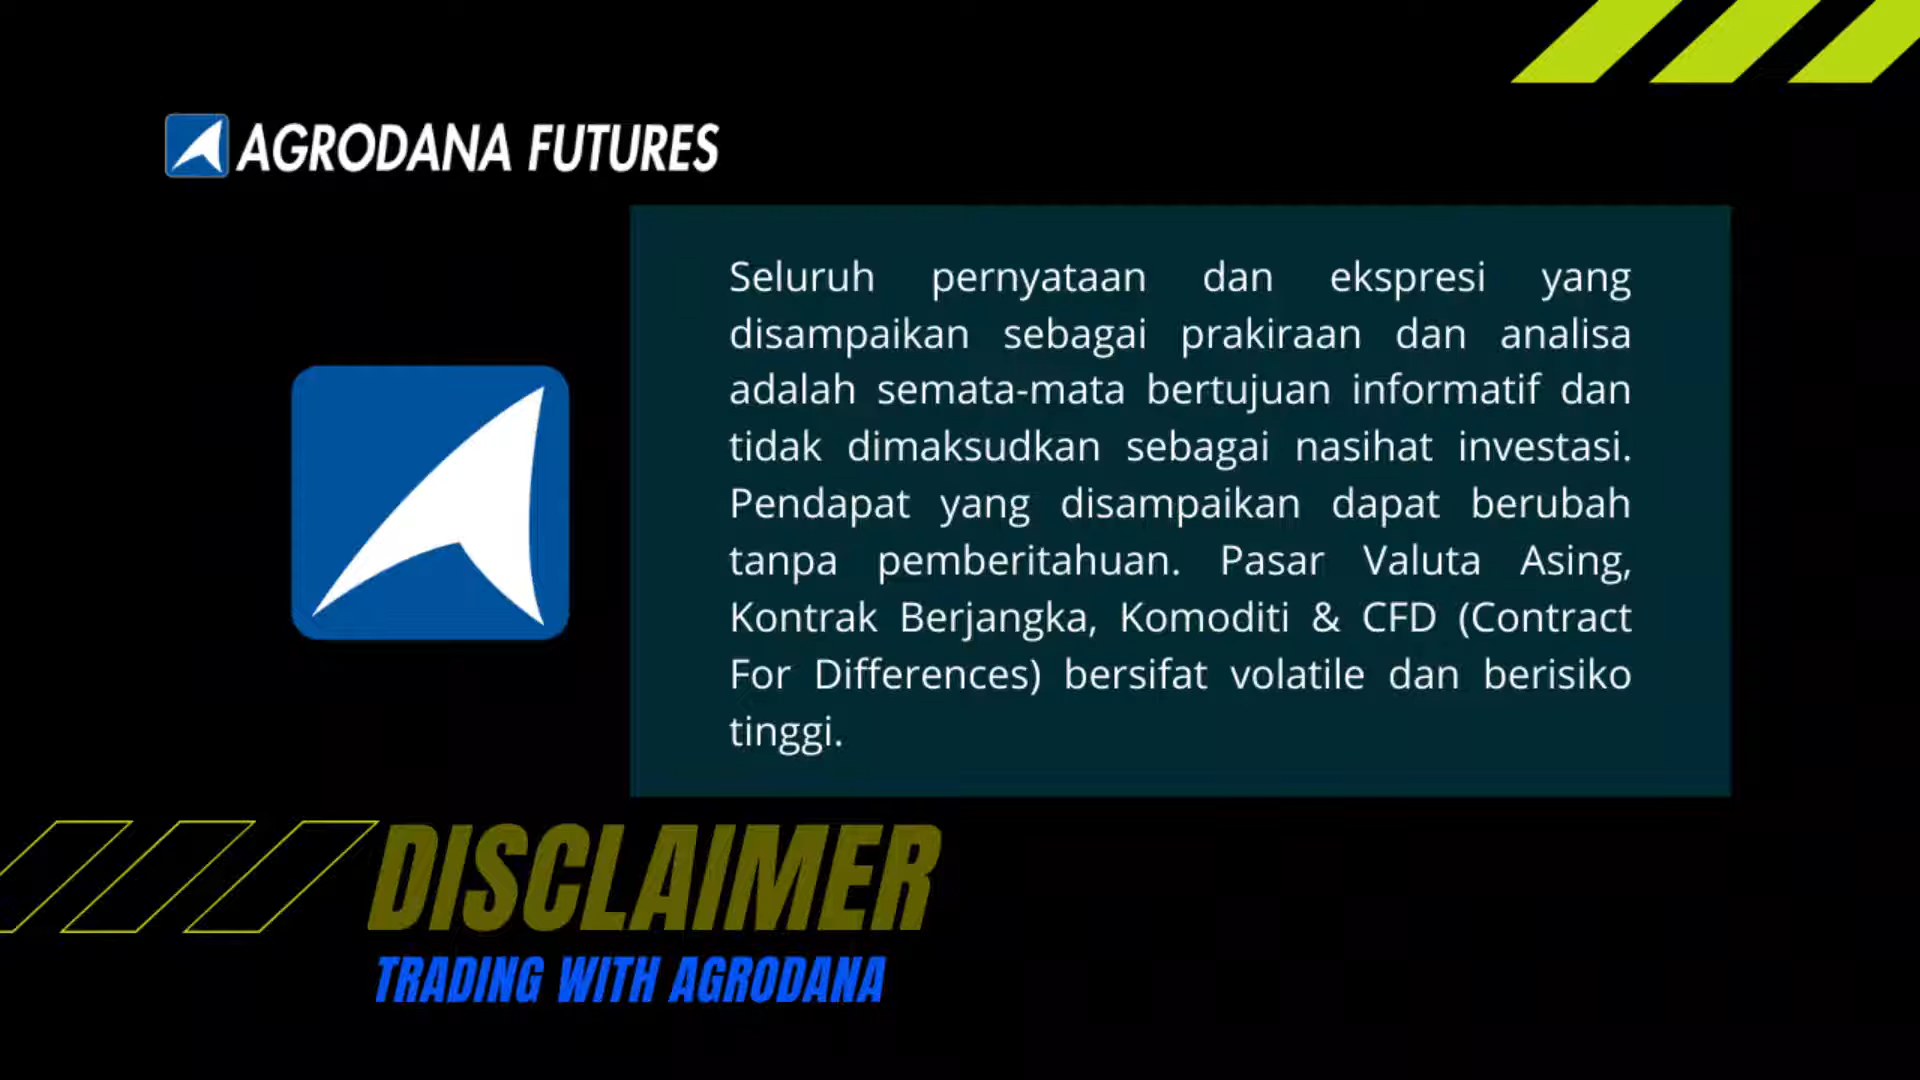 AGRODANA FUTURES
Seluruh pernyataan dan ekspresi yang
disampaikan sebagai prakiraan dan analisa
adalah semata-mata bertujuan informatif dan
tidak dimaksudkan sebagai nasihat investasi.
Pendapat yang disampaikan dapat berubah
tanpa pemberitahuan. Pasar Valuta Asing,
Kontrak Berjangka, Komoditi & CFD (Contract
For Differences) bersifat volatile dan berisiko
tinggi.
DISCLAIMER
TRADING WITH AGRODANA